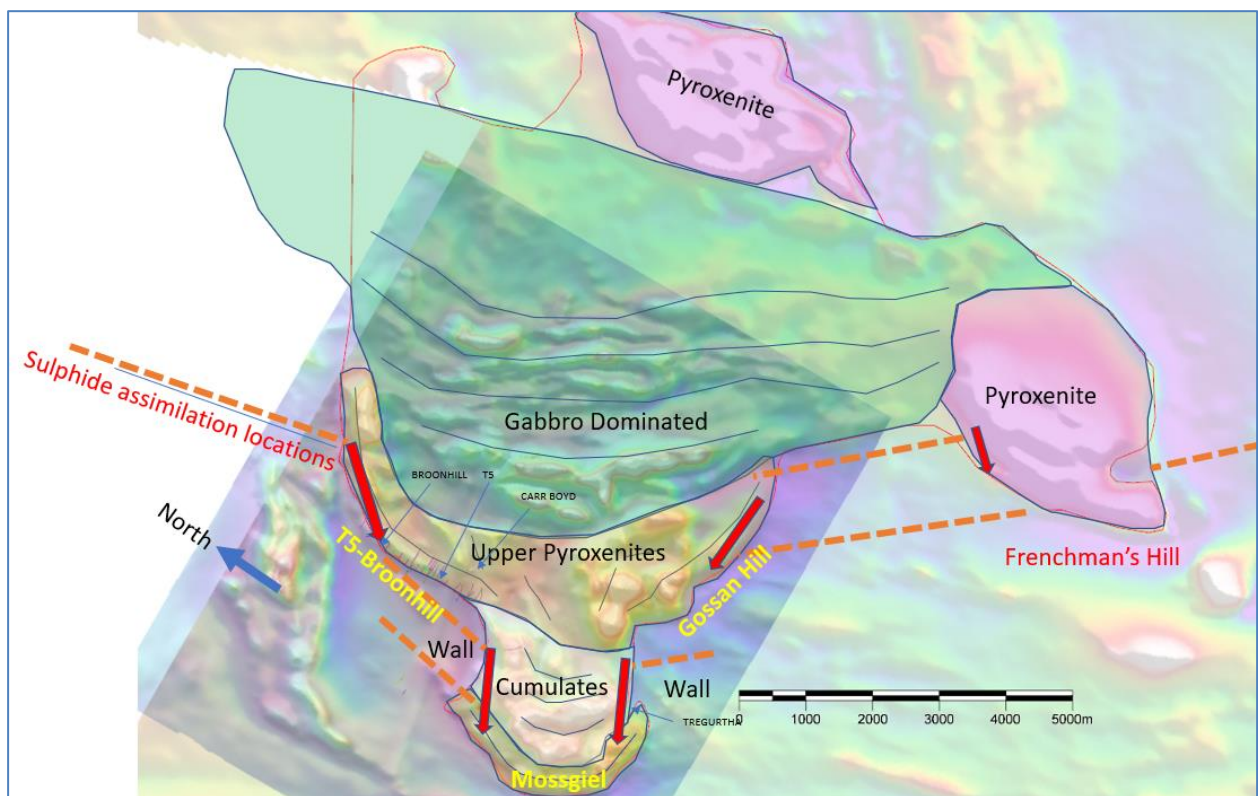 Pyroxenite
Sulphide assimilation locations
Pyroxenite
Gabbro Dominated
BROONHILL
T5
CARR BOYD
North
T5-Broonhill
Upper Pyroxenites
Gossan Hill
Frenchman's Hill
Wall
Cumulates
Wall
TREGURTHA
0 1000 2000 3000 4000 5000m
Mossgiel